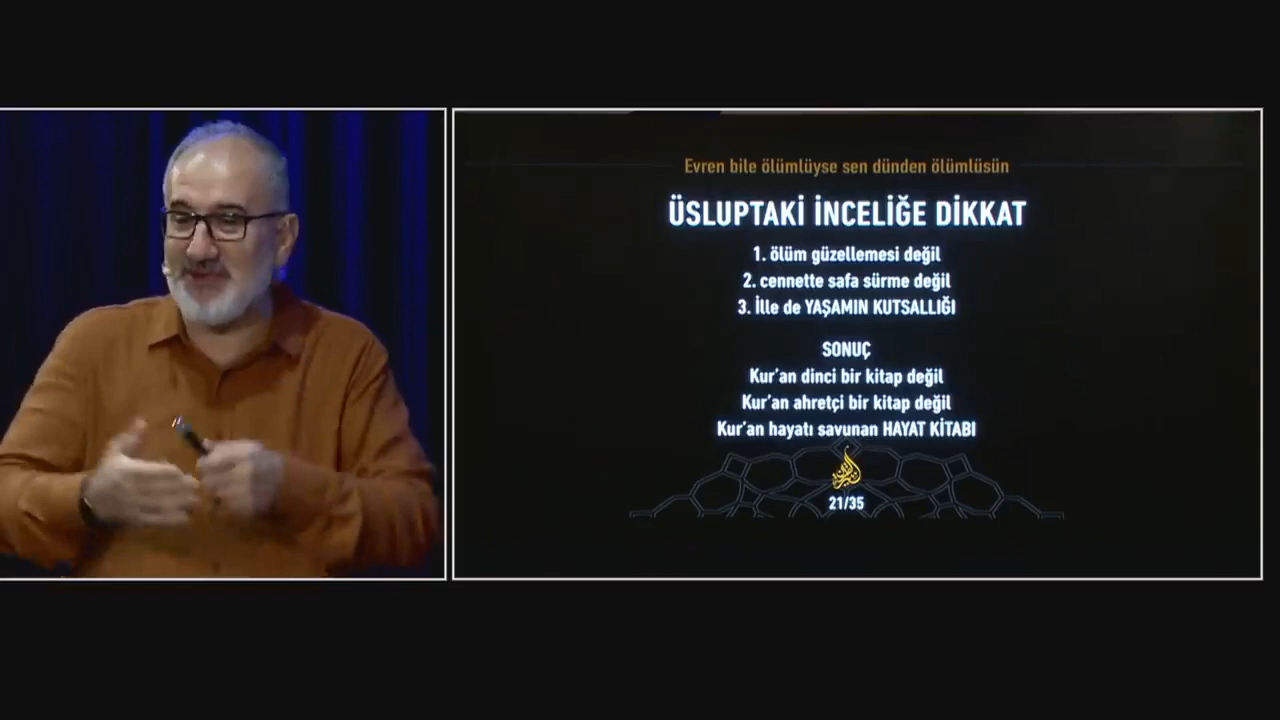 Evren bile ölümlüyse sen dünden ölümlüsün
ÜSLUPTAKİ İNCELİĞE DİKKAT
1. ölüm güzellemesi değil
2. cennette safa sürme değil
3. İlle de YAŞAMIN KUTSALLIĞI
SONUÇ
Kur'an dinci bir kitap değil
Kur'an ahretçi bir kitap değil
Kur'an hayatı savunan HAYAT KİTABI
21/35